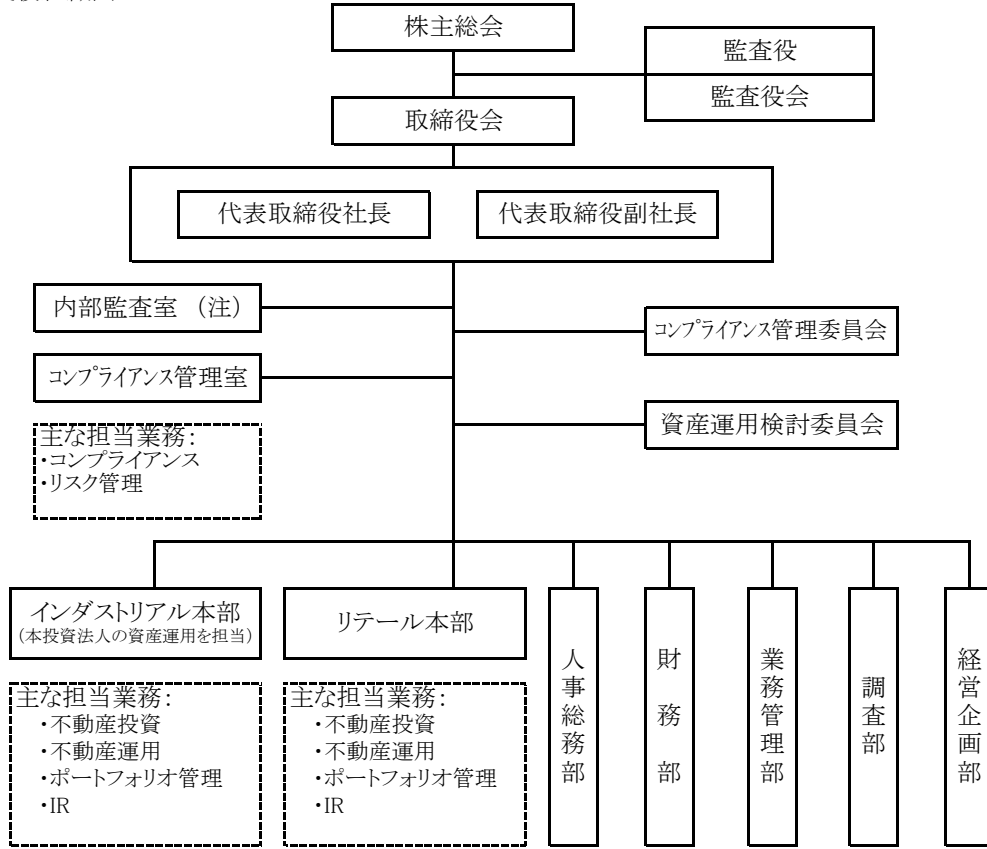 株主総会
監査役
監査役会
取締役会
代表取締役社長
代表取締役副社長
内部監査室 （注）
コンプライアンス管理委員会
コンプライアンス管理室
資産運用検討委員会
主な担当業務：
・コンプライアンス
・リスク管理
インダストリアル本部
（本投資法人の資産運用を担当）
リテール本部
人事総務部
財務部
業務管理部
調査部
経営企画部
主な担当業務：
・不動産投資
・不動産運用
・ポートフォリオ管理
・IR
主な担当業務：
・不動産投資
・不動産運用
・ポートフォリオ管理
・IR